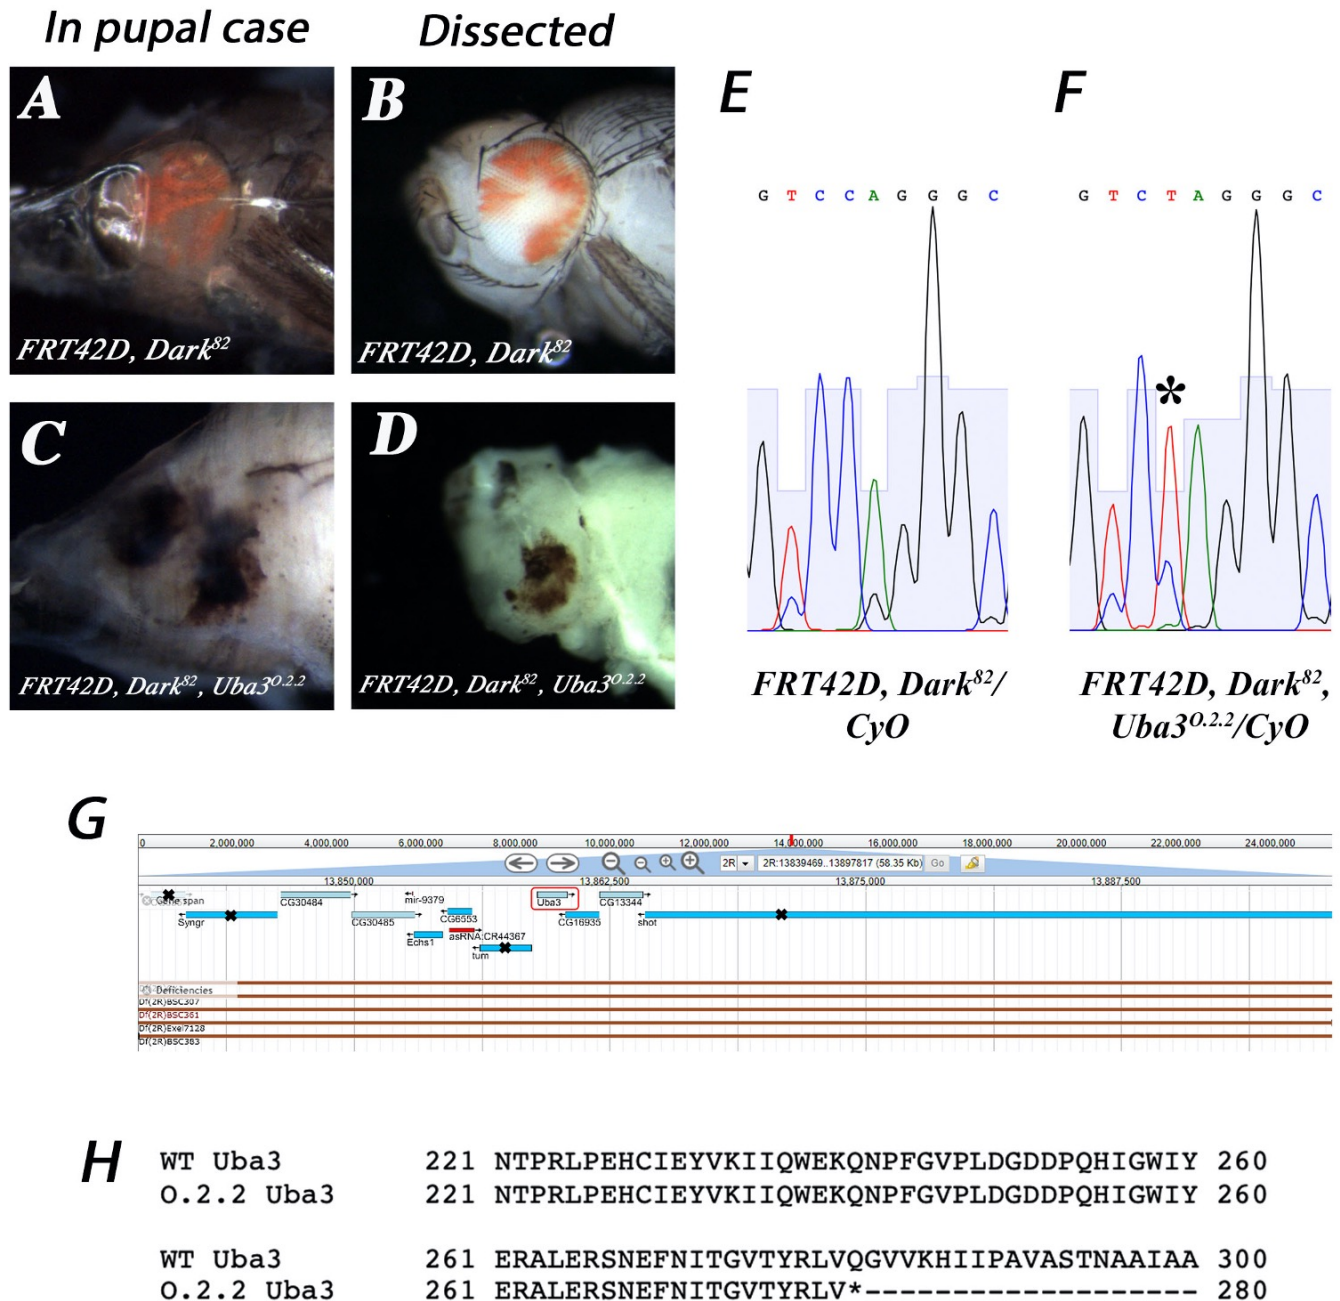 In pupal case
Dissected
A
FRT42D, Dark82
B
FRT42D, Dark82
C
FRT42D, Dark82, Uba3O.2.2
D
FRT42D, Dark82, Uba3O.2.2
E
G T C C A G G G C
FRT42D, Dark82/
CyO
F
G T C T A G G G C
*
FRT42D, Dark82,
Uba3O.2.2/CyO
G
0 2,000,000 4,000,000 6,000,000 8,000,000 10,000,000 12,000,000 14,000,000 16,000,000 18,000,000 20,000,000 22,000,000 24,000,000
2R 2R:13839469..13897817 (58.35 Kb) Go
13,850,000 13,862,500 13,875,000 13,887,500
Gene span
CG30484 mir-9379 Uba3 CG13344
Syngr CG30485 CG6553 CG16935 shot
Echs1 asRNA:CR44367
tum
Deficiencies
Df(2R)BSC307
Df(2R)BSC361
Df(2R)Exel7128
Df(2R)BSC383
H
WT Uba3 221 NTPRLPEHCIEYVKIIQWEKQNPFGVPLDGDDPQHIGWIY 260
O.2.2 Uba3 221 NTPRLPEHCIEYVKIIQWEKQNPFGVPLDGDDPQHIGWIY 260
WT Uba3 261 ERALERSNEFNITGVTYRLVQGVVKHIIPAVASTNAAIAA 300
O.2.2 Uba3 261 ERALERSNEFNITGVTYRLV*------------------- 280